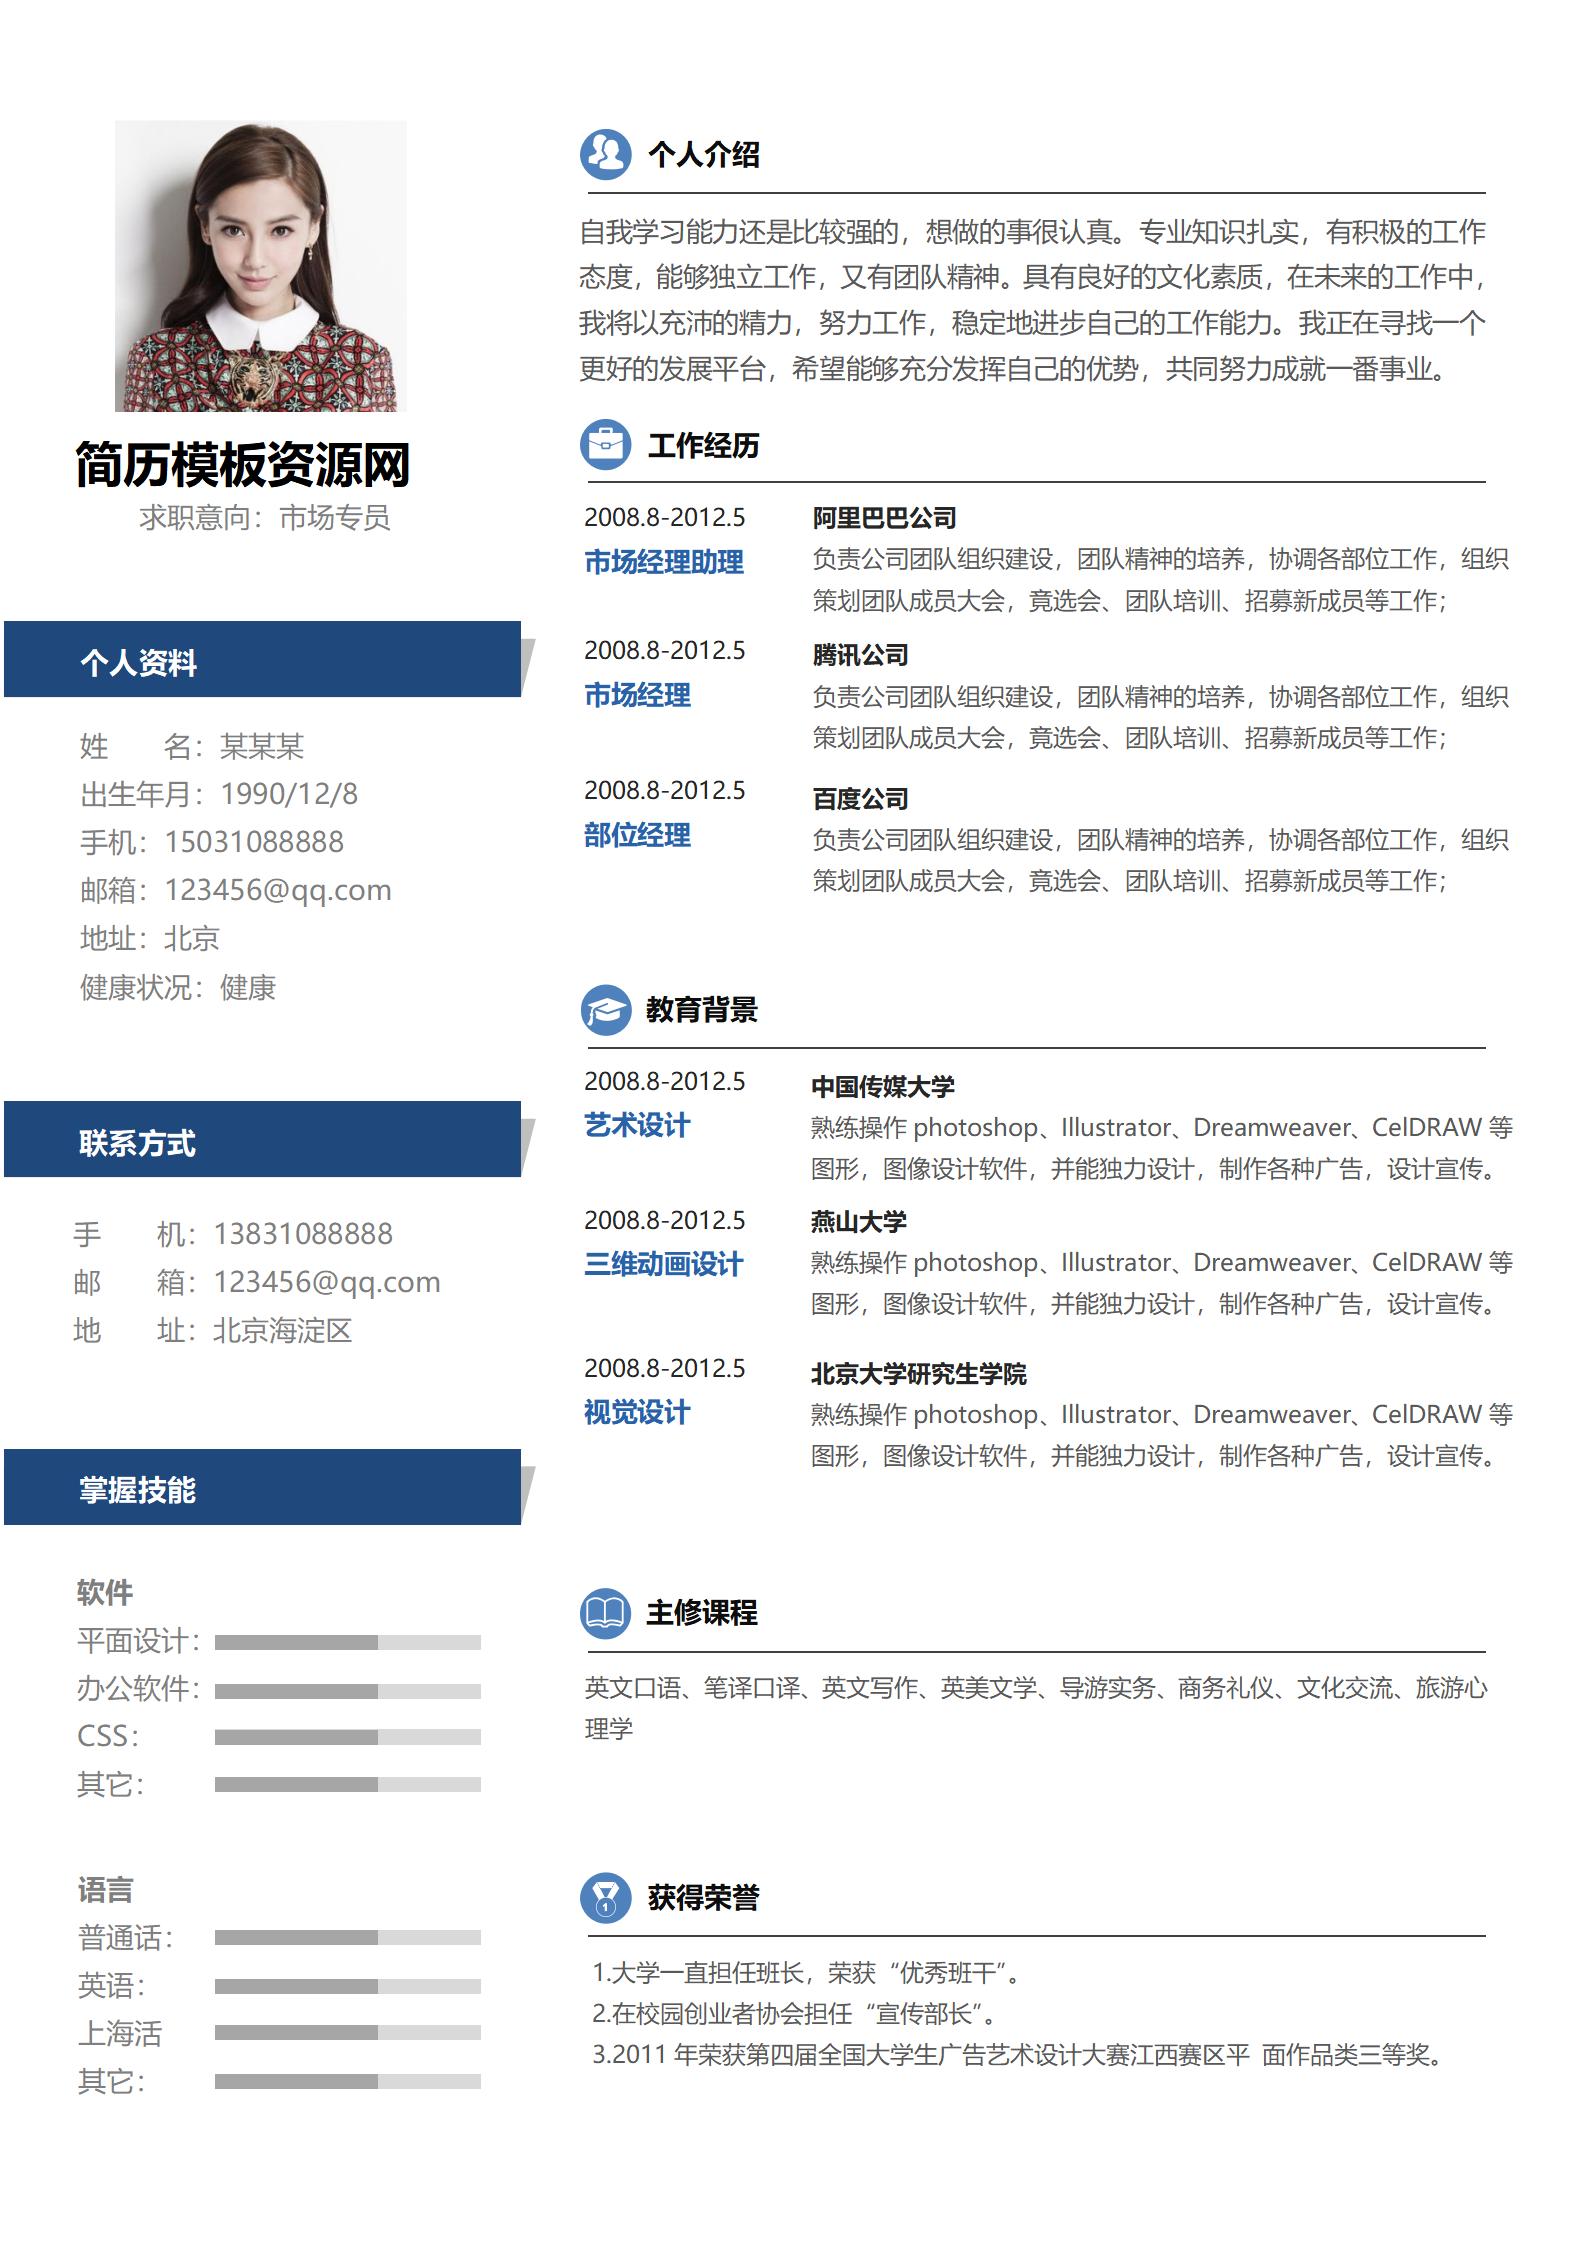 简历模板资源网
求职意向：市场专员
个人资料
姓　　名：某某某
出生年月：1990/12/8
手机：15031088888
邮箱：123456@qq.com
地址：北京
健康状况：健康
联系方式
手　　机：13831088888
邮　　箱：123456@qq.com
地　　址：北京海淀区
掌握技能
软件
平面设计：
办公软件：
CSS：
其它：
语言
普通话：
英语：
上海活
其它：
个人介绍
自我学习能力还是比较强的，想做的事很认真。专业知识扎实，有积极的工作
态度，能够独立工作，又有团队精神。具有良好的文化素质，在未来的工作中，
我将以充沛的精力，努力工作，稳定地进步自己的工作能力。我正在寻找一个
更好的发展平台，希望能够充分发挥自己的优势，共同努力成就一番事业。
工作经历
2008.8-2012.5
市场经理助理
阿里巴巴公司
负责公司团队组织建设，团队精神的培养，协调各部位工作，组织
策划团队成员大会，竟选会、团队培训、招募新成员等工作；
2008.8-2012.5
市场经理
腾讯公司
负责公司团队组织建设，团队精神的培养，协调各部位工作，组织
策划团队成员大会，竟选会、团队培训、招募新成员等工作；
2008.8-2012.5
部位经理
百度公司
负责公司团队组织建设，团队精神的培养，协调各部位工作，组织
策划团队成员大会，竟选会、团队培训、招募新成员等工作；
教育背景
2008.8-2012.5
艺术设计
中国传媒大学
熟练操作 photoshop、Illustrator、Dreamweaver、CelDRAW 等
图形，图像设计软件，并能独力设计，制作各种广告，设计宣传。
2008.8-2012.5
三维动画设计
燕山大学
熟练操作 photoshop、Illustrator、Dreamweaver、CelDRAW 等
图形，图像设计软件，并能独力设计，制作各种广告，设计宣传。
2008.8-2012.5
视觉设计
北京大学研究生学院
熟练操作 photoshop、Illustrator、Dreamweaver、CelDRAW 等
图形，图像设计软件，并能独力设计，制作各种广告，设计宣传。
主修课程
英文口语、笔译口译、英文写作、英美文学、导游实务、商务礼仪、文化交流、旅游心
理学
1
获得荣誉
1.大学一直担任班长，荣获“优秀班干”。
2.在校园创业者协会担任“宣传部长”。
3.2011 年荣获第四届全国大学生广告艺术设计大赛江西赛区平 面作品类三等奖。